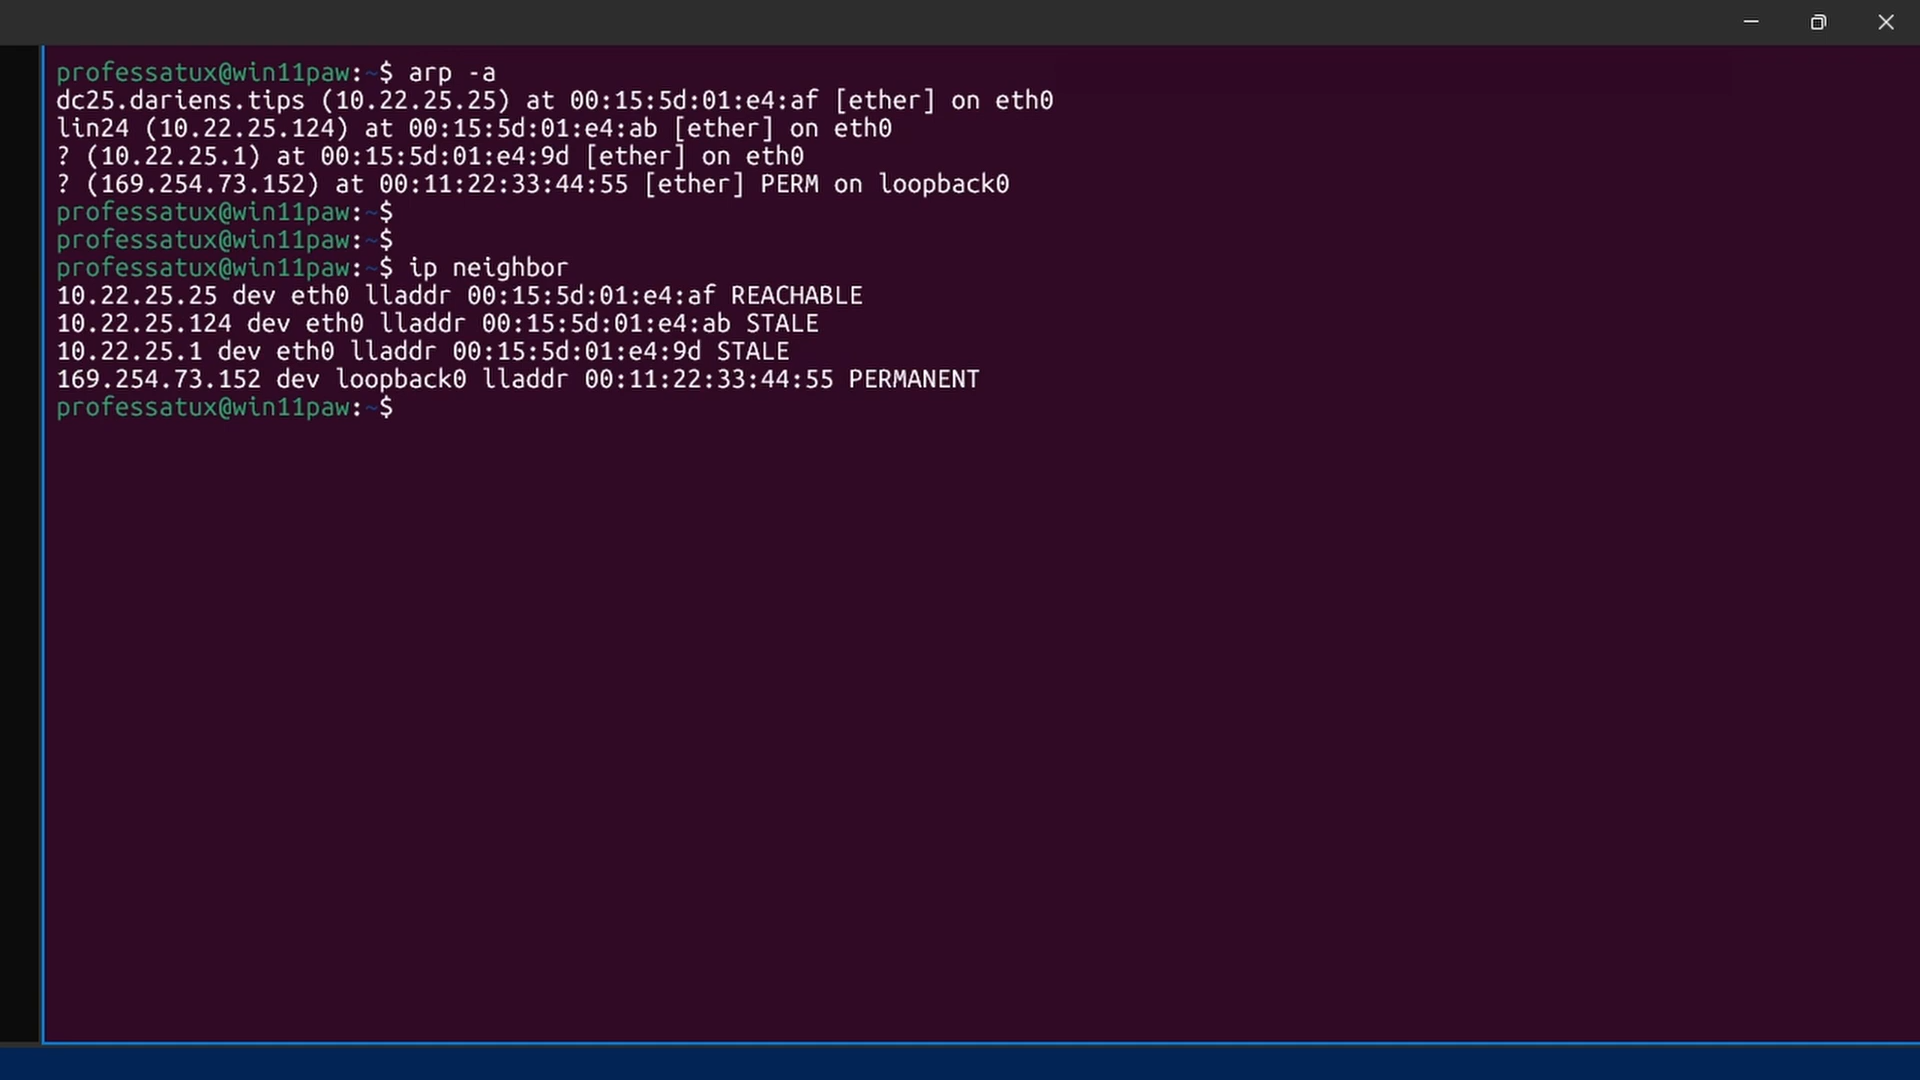 professatux@win11paw:~$ arp -a
dc25.dariens.tips (10.22.25.25) at 00:15:5d:01:e4:af [ether] on eth0
lin24 (10.22.25.124) at 00:15:5d:01:e4:ab [ether] on eth0
? (10.22.25.1) at 00:15:5d:01:e4:9d [ether] on eth0
? (169.254.73.152) at 00:11:22:33:44:55 [ether] PERM on loopback0
professatux@win11paw:~$
professatux@win11paw:~$
professatux@win11paw:~$ ip neighbor
10.22.25.25 dev eth0 lladdr 00:15:5d:01:e4:af REACHABLE
10.22.25.124 dev eth0 lladdr 00:15:5d:01:e4:ab STALE
10.22.25.1 dev eth0 lladdr 00:15:5d:01:e4:9d STALE
169.254.73.152 dev loopback0 lladdr 00:11:22:33:44:55 PERMANENT
professatux@win11paw:~$